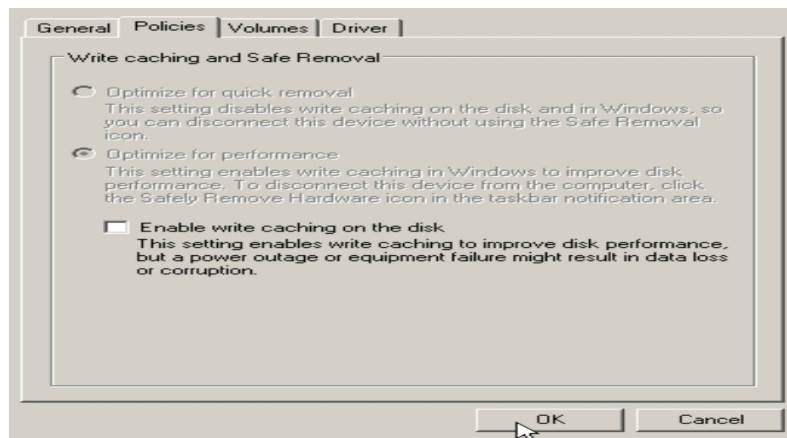 General Policies Volumes Driver
Write caching and Safe Removal
Optimize for quick removal
This setting disables write caching on the disk and in Windows, so
you can disconnect this device without using the Safe Removal
icon.
Optimize for performance
This setting enables write caching in Windows to improve disk
performance. To disconnect this device from the computer, click
the Safely Remove Hardware icon in the taskbar notification area.
Enable write caching on the disk
This setting enables write caching to improve disk performance,
but a power outage or equipment failure might result in data loss
or corruption.
OK Cancel